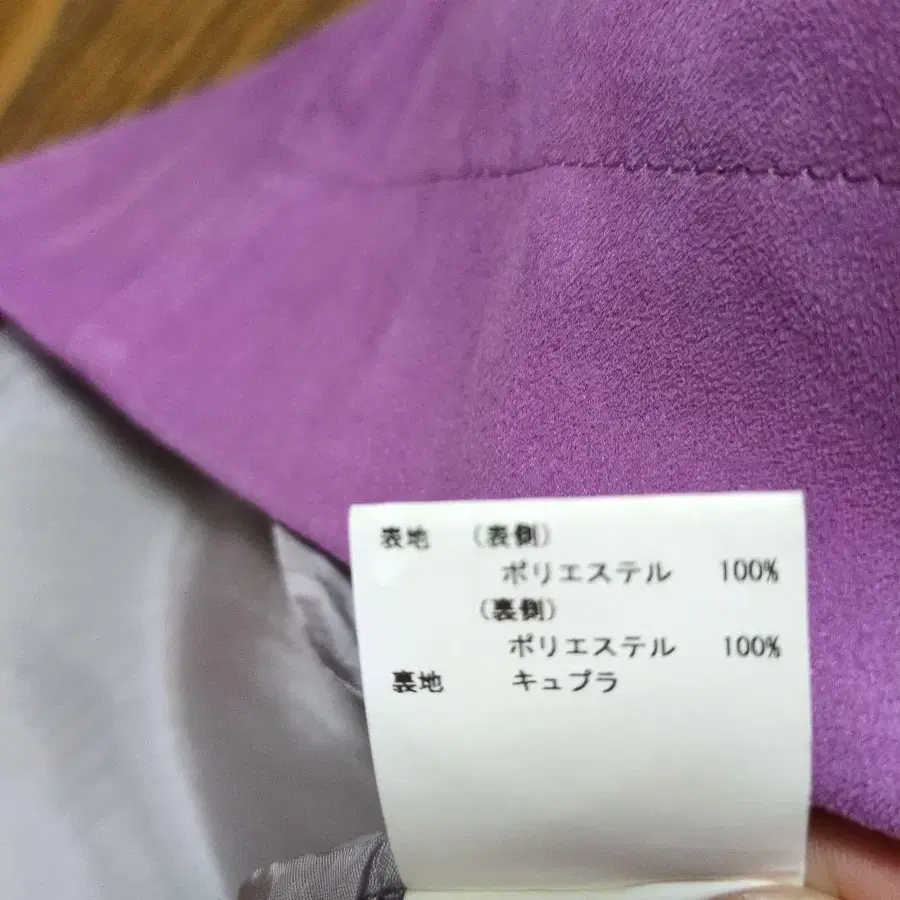 表地 (表側)
ポリエステル 100%
(裏側)
ポリエステル 100%
裏地 キュプラ